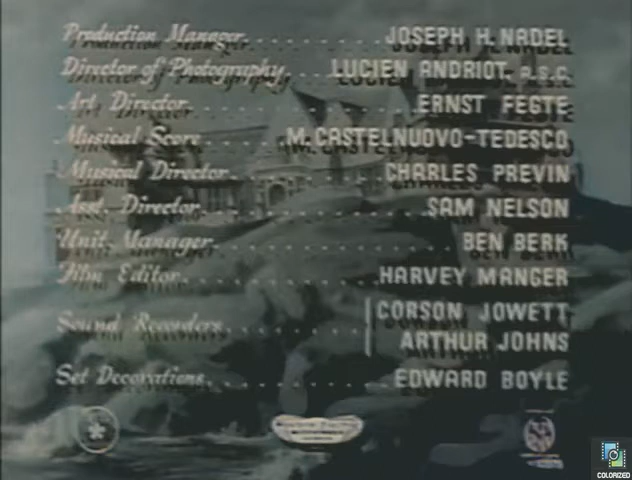 Production Manager............JOSEPH H. NADEL
Director of Photography....LUCIEN ANDRIOT, A.S.C.
Art Director....................ERNST FEGTE
Musical Score........M. CASTELNUOVO-TEDESCO
Musical Director..............CHARLES PREVIN
Asst. Director...................SAM NELSON
Unit Manager.....................BEN BERK
Film Editor.................HARVEY MANGER
Sound Recorders............CORSON JOWETT
ARTHUR JOHNS
Set Decorations..............EDWARD BOYLE
COLORIZED